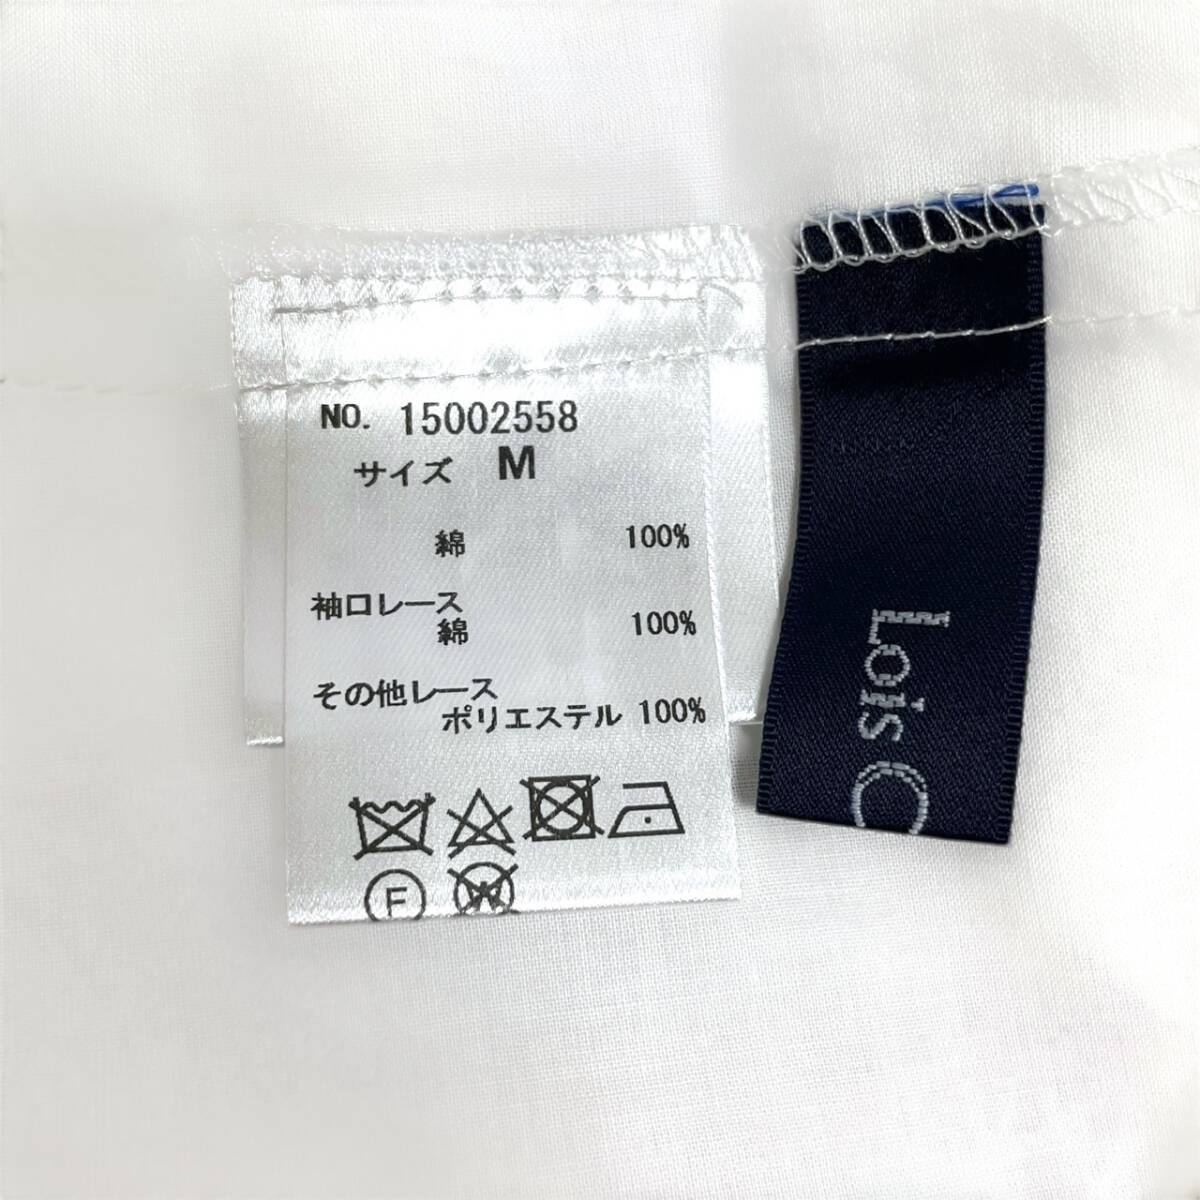 NO. 15002558
サイズ M
綿 100%
袖口レース
綿 100%
その他レース
ポリエステル 100%
F
W
Lois C